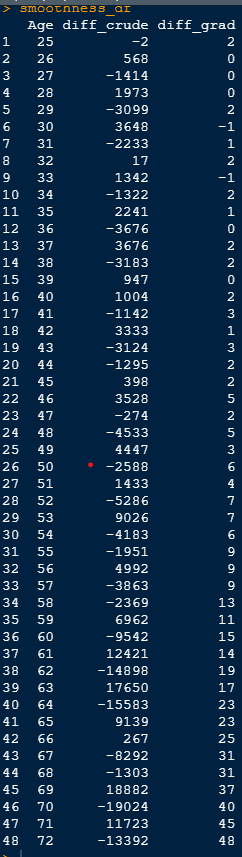 > smoothness_df
Age diff_crude diff_grad
1 25 -2 2
2 26 568 0
3 27 -1414 0
4 28 1973 0
5 29 -3099 2
6 30 3648 -1
7 31 -2233 1
8 32 17 2
9 33 1342 -1
10 34 -1322 2
11 35 2241 1
12 36 -3676 0
13 37 3676 2
14 38 -3183 2
15 39 947 0
16 40 1004 2
17 41 -1142 3
18 42 3333 1
19 43 -3124 3
20 44 -1295 2
21 45 398 2
22 46 3528 5
23 47 -274 2
24 48 -4533 5
25 49 4447 3
26 50 -2588 6
27 51 1433 4
28 52 -5286 7
29 53 9026 7
30 54 -4183 6
31 55 -1951 9
32 56 4992 9
33 57 -3863 9
34 58 -2369 13
35 59 6962 11
36 60 -9542 15
37 61 12421 14
38 62 -14898 19
39 63 17650 17
40 64 -15583 23
41 65 9139 23
42 66 267 25
43 67 -8292 31
44 68 -1303 31
45 69 18882 37
46 70 -19024 40
47 71 11723 45
48 72 -13392 48